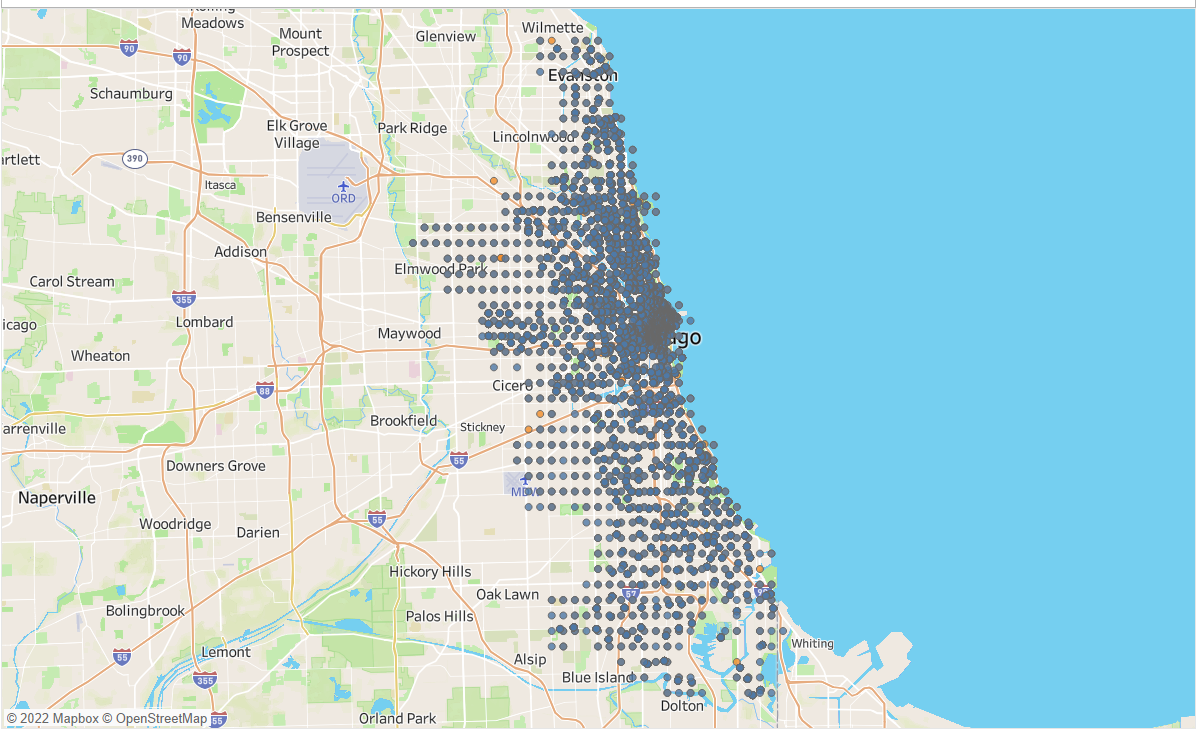 Meadows
Mount
Prospect
Glenview
Wilmette
90
90
Evanston
Schaumburg
Elk Grove
Village
Park Ridge
Lincolnwood
artlett
390
Itasca
ORD
Bensenville
Addison
Elmwood Park
Carol Stream
355
icago
Lombard
Maywood
ago
Wheaton
88
Cicero
arrenville
Brookfield
Stickney
55
Downers Grove
Naperville
MDW
Woodridge
Darien
55
Hickory Hills
Oak Lawn
57
Bolingbrook
Palos Hills
Whiting
Lemont
55
Alsip
355
Blue Island
Dolton
© 2022 Mapbox © OpenStreetMap
55
Orland Park